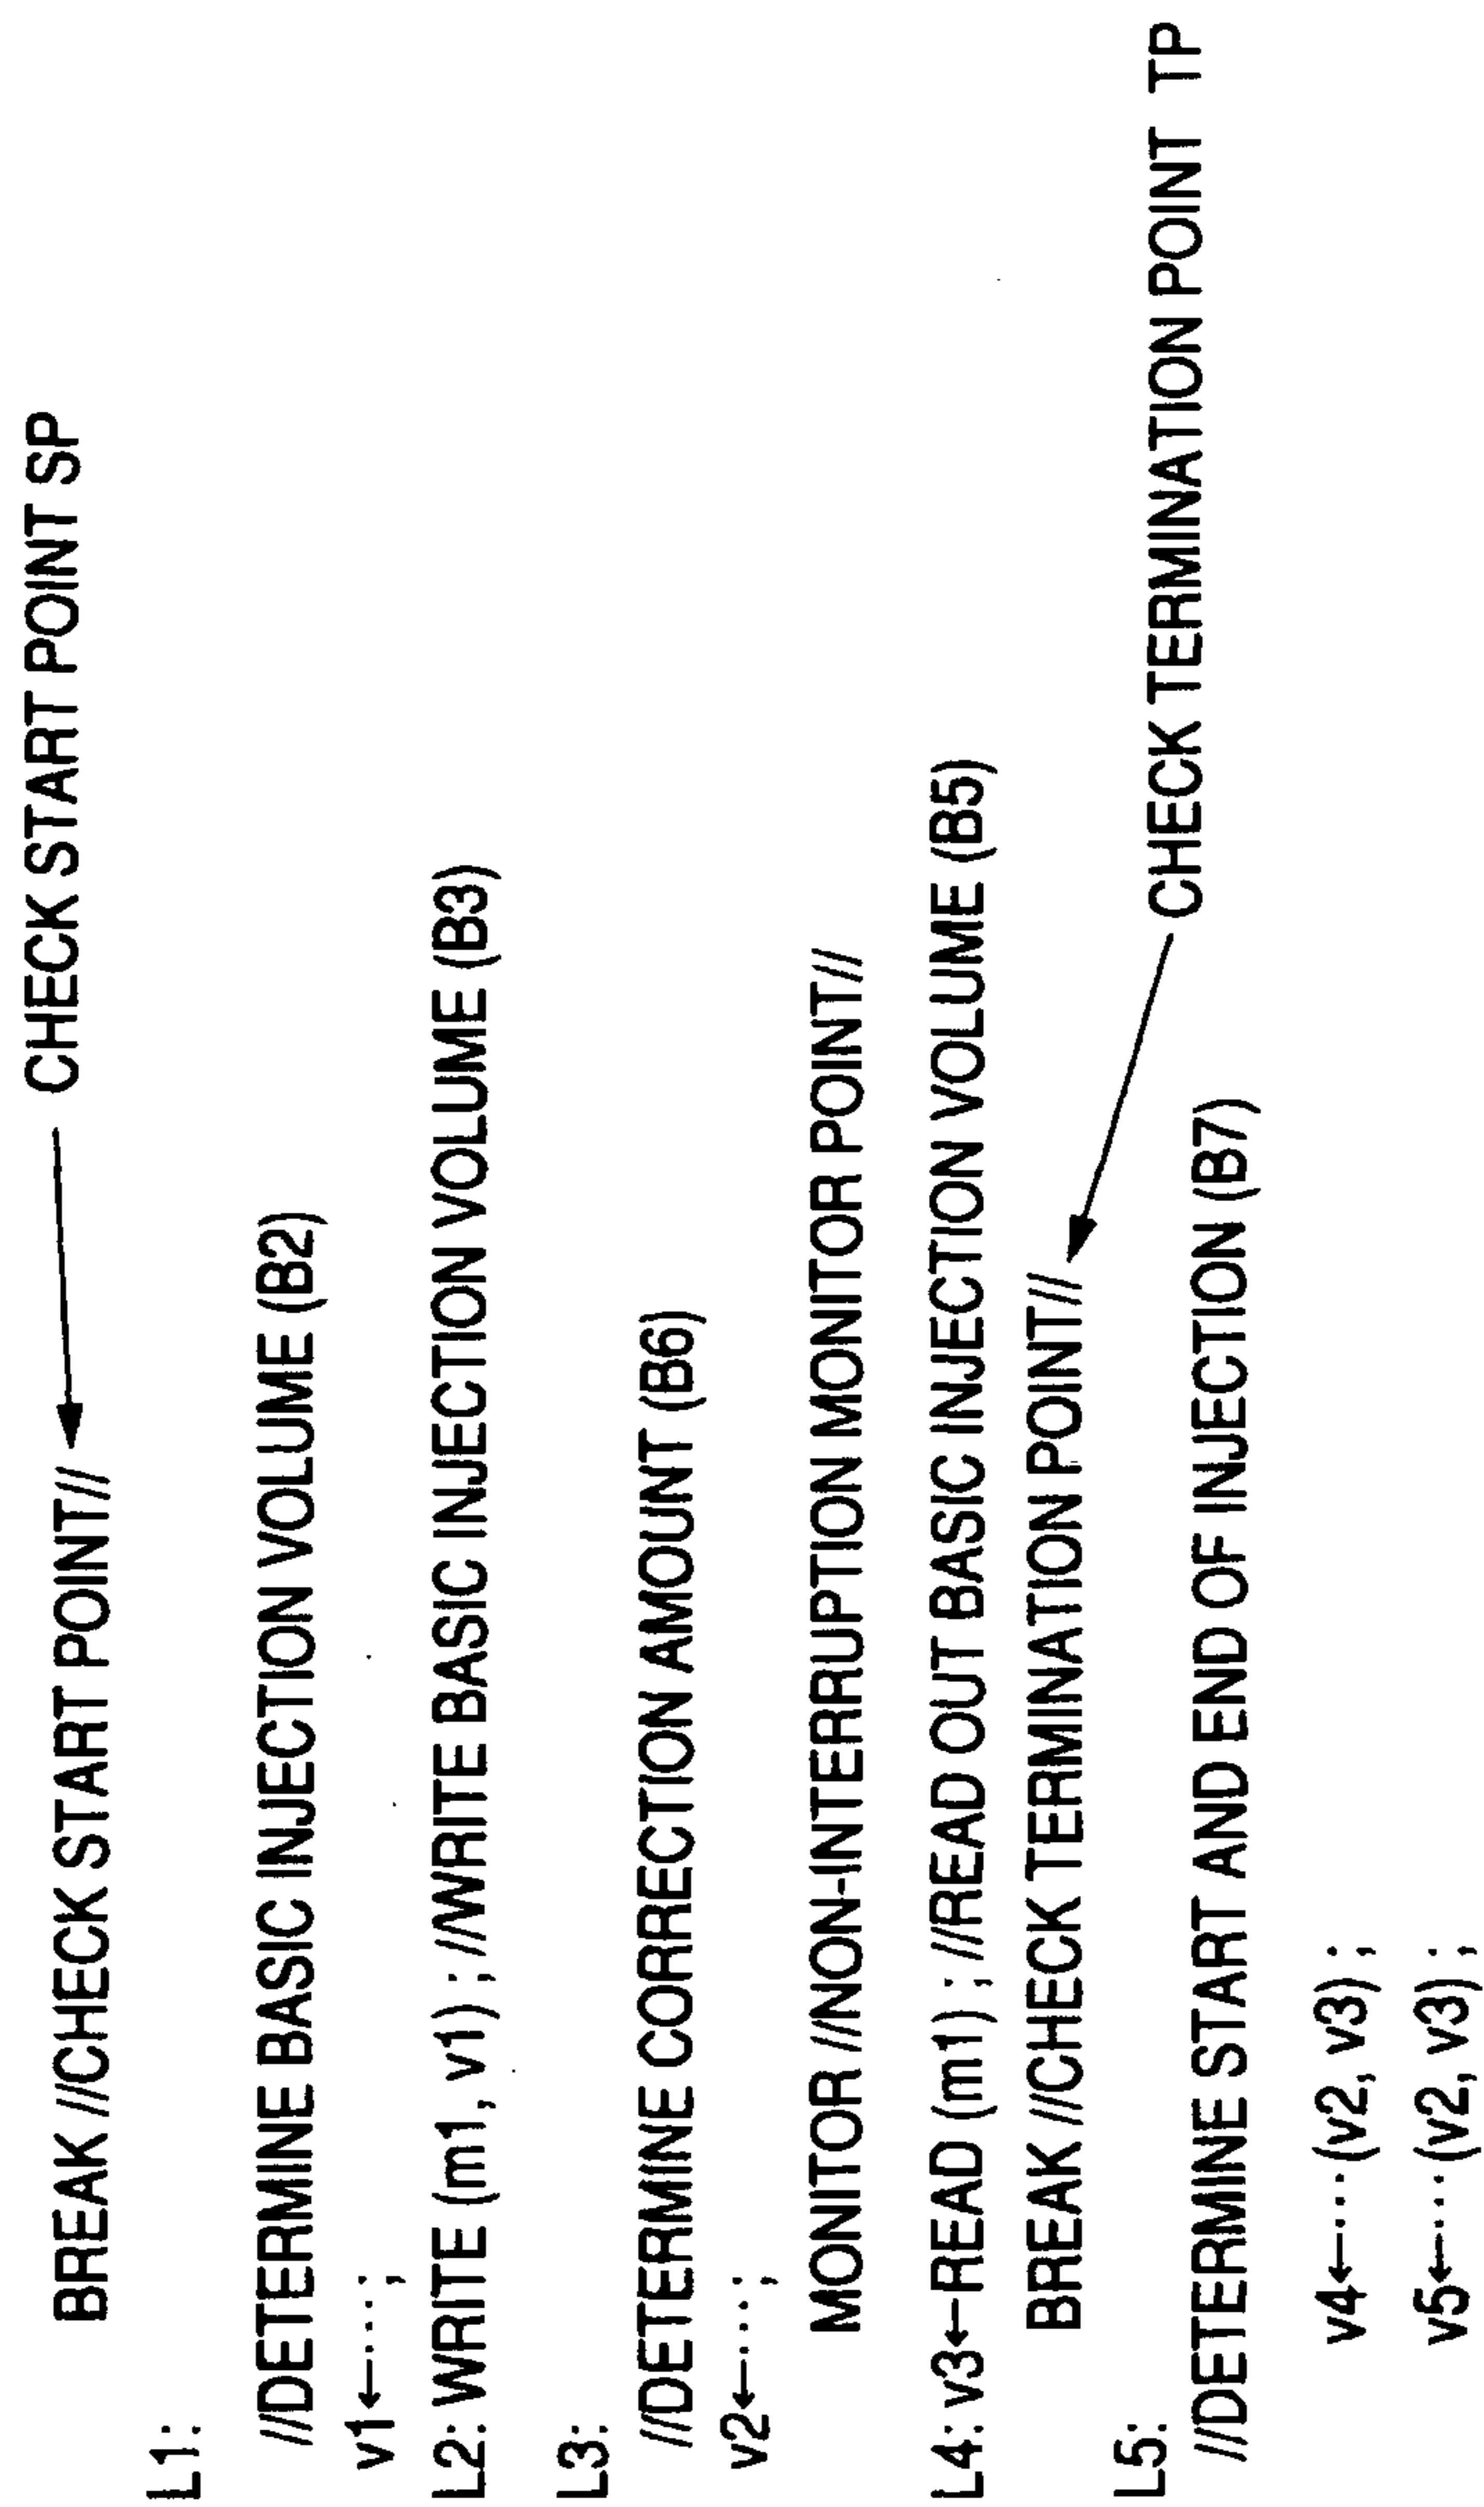 BREAK //CHECK START POINT// ← CHECK START POINT SP
L1:
//DETERMINE BASIC INJECTION VOLUME (B2)
v1←...;
L2: WRITE (m1, v1) ; //WRITE BASIC INJECTION VOLUME (B3)
L3:
//DETERMINE CORRECTION AMOUNT (B6)
v2←...;
MONITOR //NON-INTERRUPTION MONITOR POINT//
L4: v3←READ (m1) ; //READ OUT BASIC INJECTION VOLUME (B5)
BREAK //CHECK TERMINATION POINT//
CHECK TERMINATION POINT TP
L5:
//DETERMINE START AND END OF INJECTION (B7)
v4←... (v2, v3) ;
v5←... (v2, v3) ;